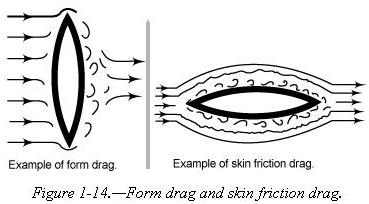 Example of form drag.
Example of skin friction drag.
Figure 1-14.—Form drag and skin friction drag.